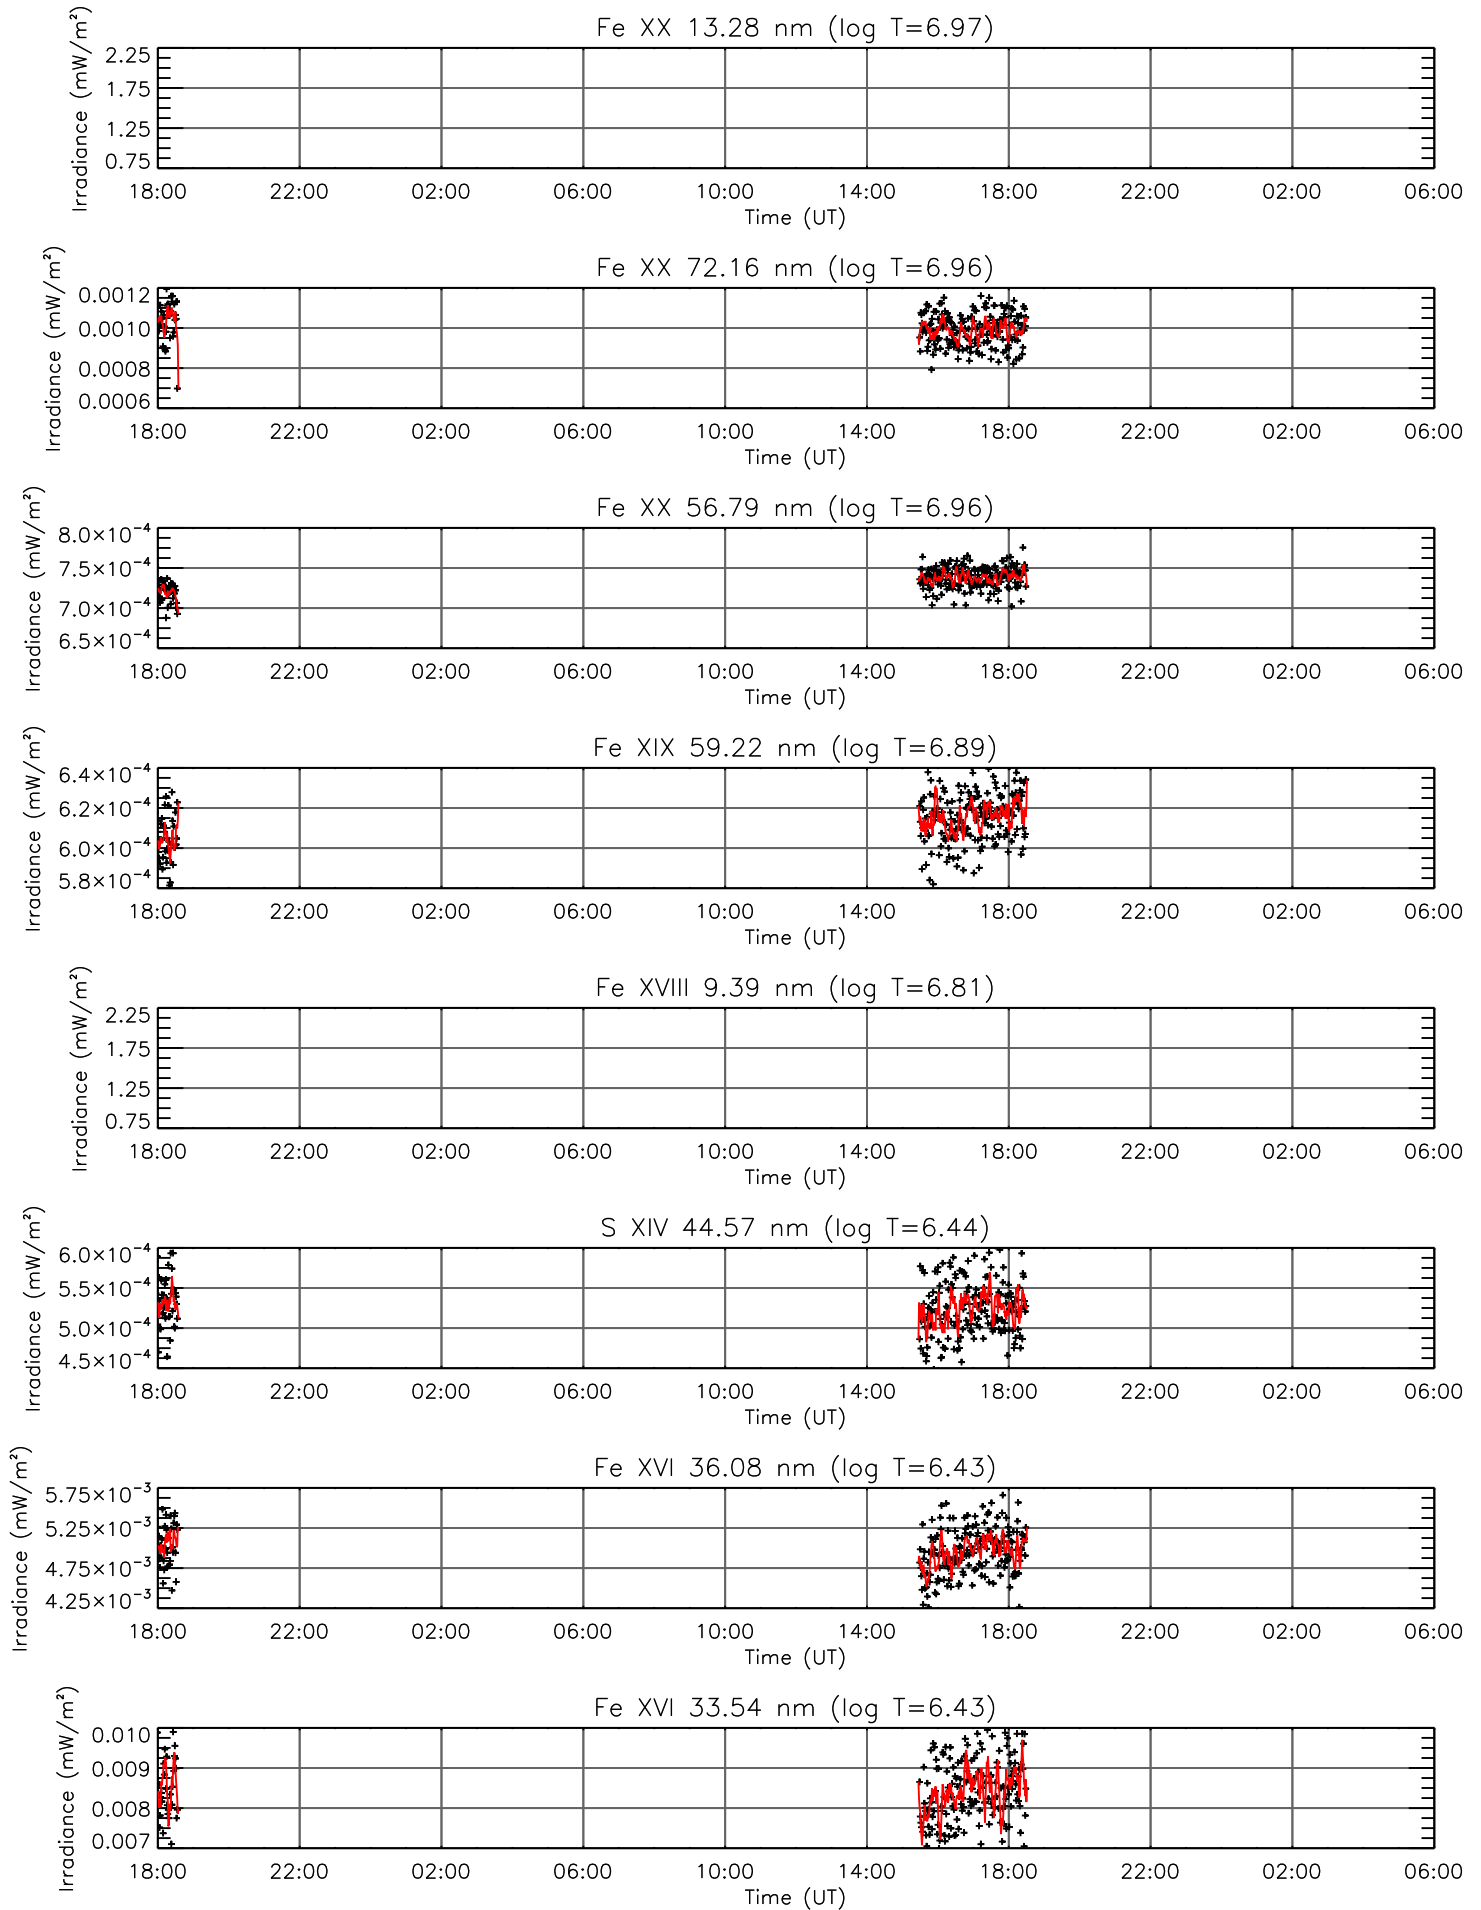 Fe XX 13.28 nm (log T=6.97)
Irradiance (mW/m²)
2.25
1.75
1.25
0.75
18:00 22:00 02:00 06:00 10:00 14:00 18:00 22:00 02:00 06:00
Time (UT)
Fe XX 72.16 nm (log T=6.96)
Irradiance (mW/m²)
0.0012
0.0010
0.0008
0.0006
18:00 22:00 02:00 06:00 10:00 14:00 18:00 22:00 02:00 06:00
Time (UT)
Fe XX 56.79 nm (log T=6.96)
Irradiance (mW/m²)
8.0×10⁻⁴
7.5×10⁻⁴
7.0×10⁻⁴
6.5×10⁻⁴
18:00 22:00 02:00 06:00 10:00 14:00 18:00 22:00 02:00 06:00
Time (UT)
Fe XIX 59.22 nm (log T=6.89)
Irradiance (mW/m²)
6.4×10⁻⁴
6.2×10⁻⁴
6.0×10⁻⁴
5.8×10⁻⁴
18:00 22:00 02:00 06:00 10:00 14:00 18:00 22:00 02:00 06:00
Time (UT)
Fe XVIII 9.39 nm (log T=6.81)
Irradiance (mW/m²)
2.25
1.75
1.25
0.75
18:00 22:00 02:00 06:00 10:00 14:00 18:00 22:00 02:00 06:00
Time (UT)
S XIV 44.57 nm (log T=6.44)
Irradiance (mW/m²)
6.0×10⁻⁴
5.5×10⁻⁴
5.0×10⁻⁴
4.5×10⁻⁴
18:00 22:00 02:00 06:00 10:00 14:00 18:00 22:00 02:00 06:00
Time (UT)
Fe XVI 36.08 nm (log T=6.43)
Irradiance (mW/m²)
5.75×10⁻³
5.25×10⁻³
4.75×10⁻³
4.25×10⁻³
18:00 22:00 02:00 06:00 10:00 14:00 18:00 22:00 02:00 06:00
Time (UT)
Fe XVI 33.54 nm (log T=6.43)
Irradiance (mW/m²)
0.010
0.009
0.008
0.007
18:00 22:00 02:00 06:00 10:00 14:00 18:00 22:00 02:00 06:00
Time (UT)